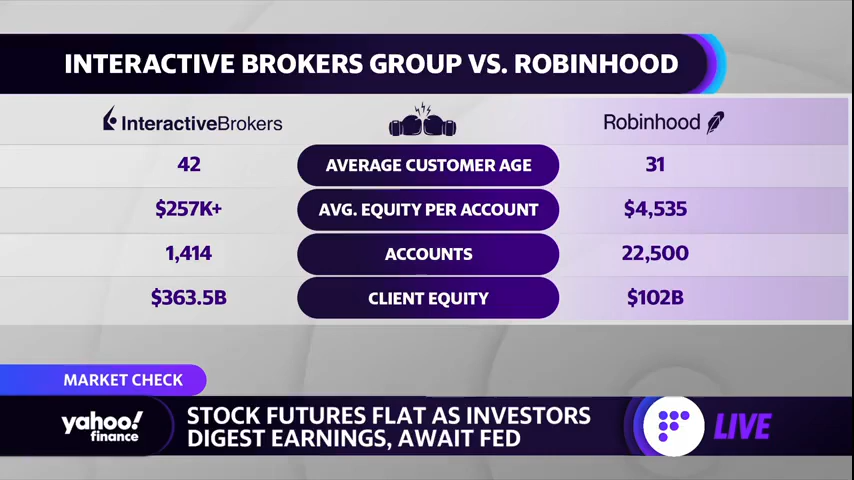 INTERACTIVE BROKERS GROUP VS. ROBINHOOD
InteractiveBrokers Robinhood
42 AVERAGE CUSTOMER AGE 31
$257K+ AVG. EQUITY PER ACCOUNT $4,535
1,414 ACCOUNTS 22,500
$363.5B CLIENT EQUITY $102B
MARKET CHECK
yahoo!
finance
STOCK FUTURES FLAT AS INVESTORS
DIGEST EARNINGS, AWAIT FED
LIVE